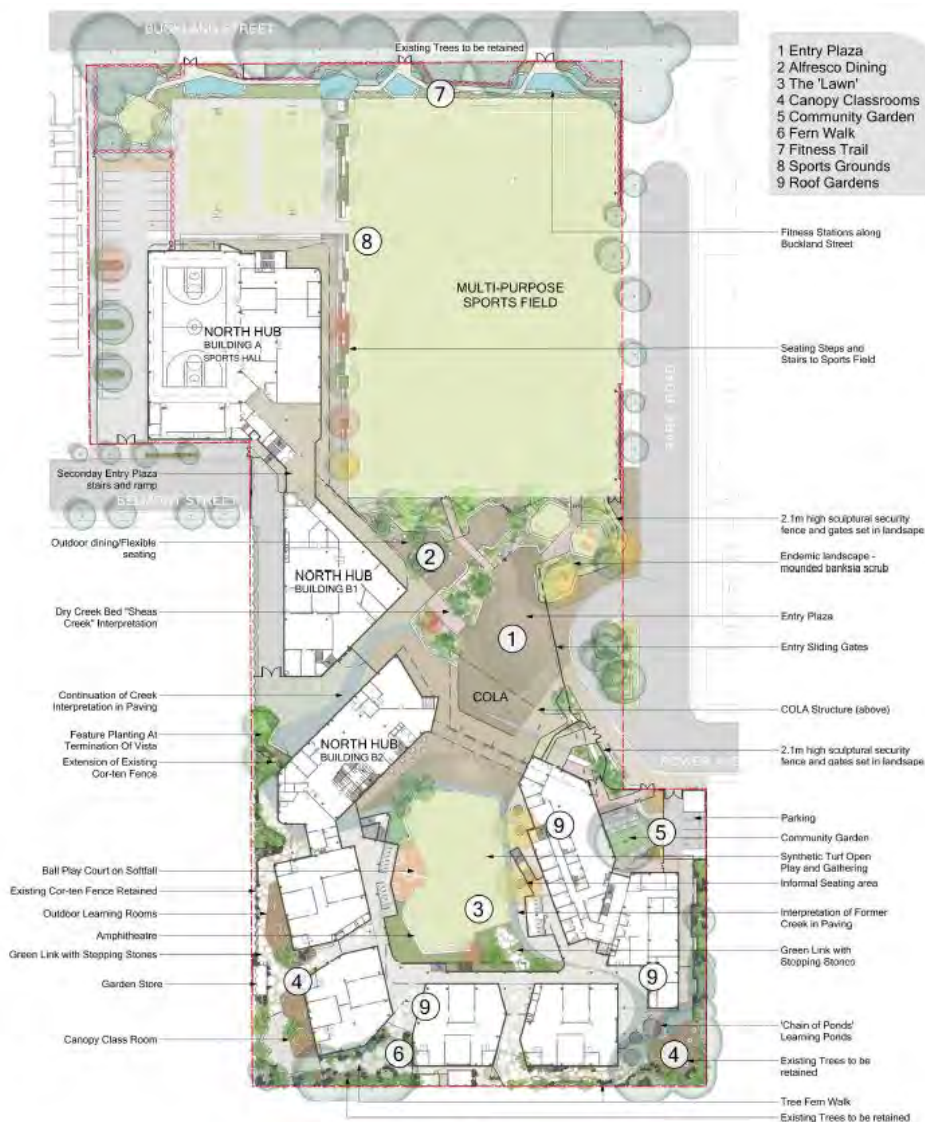 BUCKLAND STREET
Existing Trees to be retained
1 Entry Plaza
2 Alfresco Dining
3 The 'Lawn'
4 Canopy Classrooms
5 Community Garden
6 Fern Walk
7 Fitness Trail
8 Sports Grounds
9 Roof Gardens
7
Fitness Stations along
Buckland Street
8
MULTI-PURPOSE
SPORTS FIELD
NORTH HUB
BUILDING A
SPORTS HALL
Seating Steps and
Stairs to Sports Field
PARK ROAD
Seconday Entry Plaza
stairs and ramp
BELMONT STREET
2.1m high sculptural security
fence and gates set in landsape
Outdoor dining/Flexible
seating
2
Endemic landscape -
mounded banksia scrub
NORTH HUB
BUILDING B1
Dry Creek Bed "Sheas
Creek" Interpretation
Entry Plaza
1
Entry Sliding Gates
Continuation of Creek
Interpretation in Paving
COLA
COLA Structure (above)
Feature Planting At
Termination Of Vista
NORTH HUB
BUILDING B2
Extension of Existing
Cor-ten Fence
2.1m high sculptural security
fence and gates set in landsape
POWER AVE
Parking
9
5
Community Garden
Ball Play Court on Softfall
Synthetic Turf Open
Play and Gathering
Existing Cor-ten Fence Retained
Informal Seating area
Outdoor Learning Rooms
3
Interpretation of Former
Creek in Paving
Amphitheatre
Green Link with Stepping Stones
Green Link with
Stepping Stones
4
9
9
Garden Store
'Chain of Ponds'
Learning Ponds
Canopy Class Room
6
4
Existing Trees to be
retained
Tree Fern Walk
Existing Trees to be retained